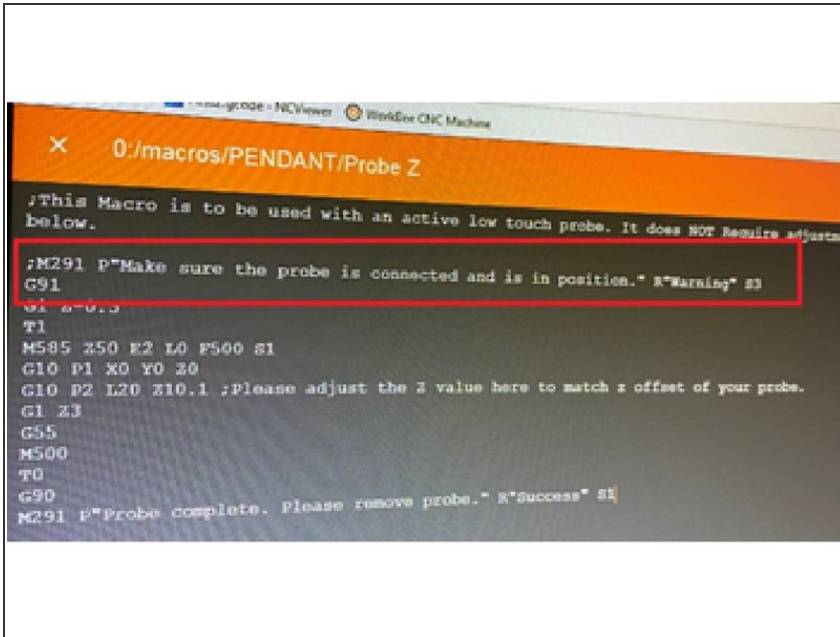 .gcode - NCViewer WorkBee CNC Machine
0:/macros/PENDANT/Probe Z
;This Macro is to be used with an active low touch probe. It does NOT Require adjustm
below.
;M291 P"Make sure the probe is connected and is in position." R"Warning" S3
G91
T1
M585 Z50 E2 L0 F500 S1
G10 P1 X0 Y0 Z0
G10 P2 L20 Z10.1 ;Please adjust the Z value here to match z offset of your probe.
G1 Z3
G55
M500
T0
G90
M291 P"Probe complete. Please remove probe." R"Success" S1